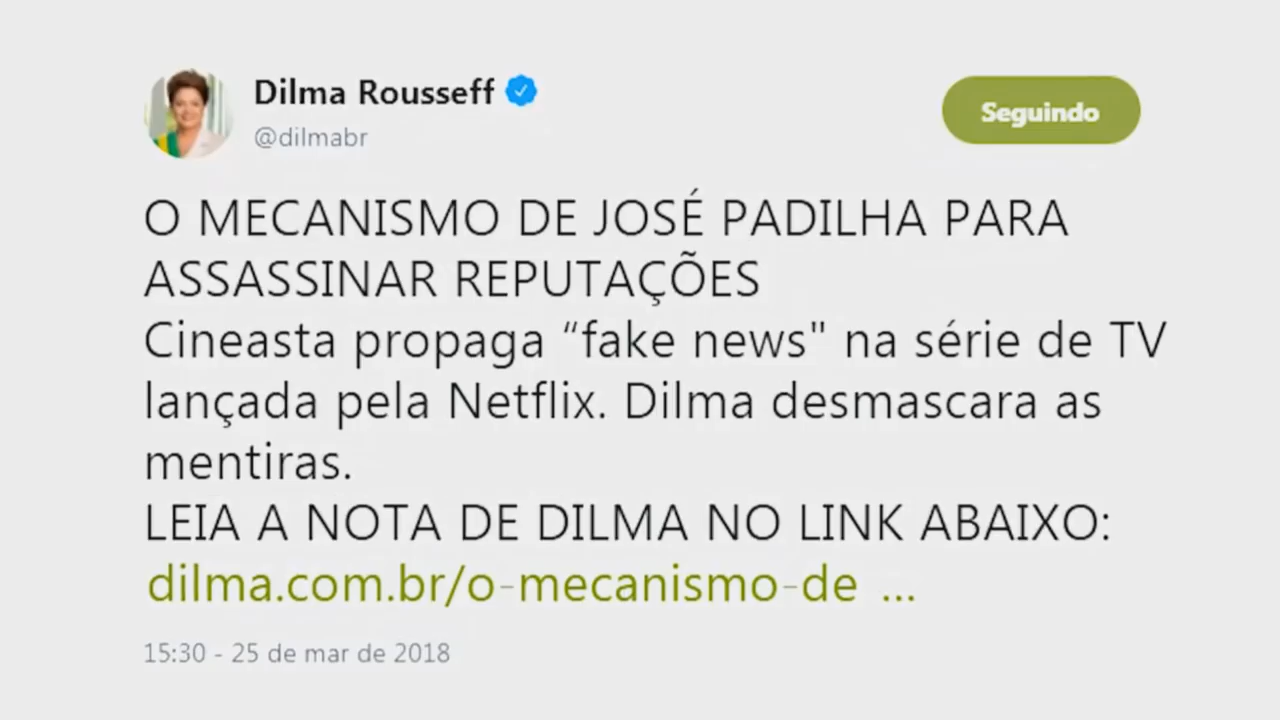 Dilma Rousseff
@dilmabr
Seguindo
O MECANISMO DE JOSÉ PADILHA PARA
ASSASSINAR REPUTAÇÕES
Cineasta propaga “fake news" na série de TV
lançada pela Netflix. Dilma desmascara as
mentiras.
LEIA A NOTA DE DILMA NO LINK ABAIXO:
dilma.com.br/o-mecanismo-de ...
15:30 - 25 de mar de 2018